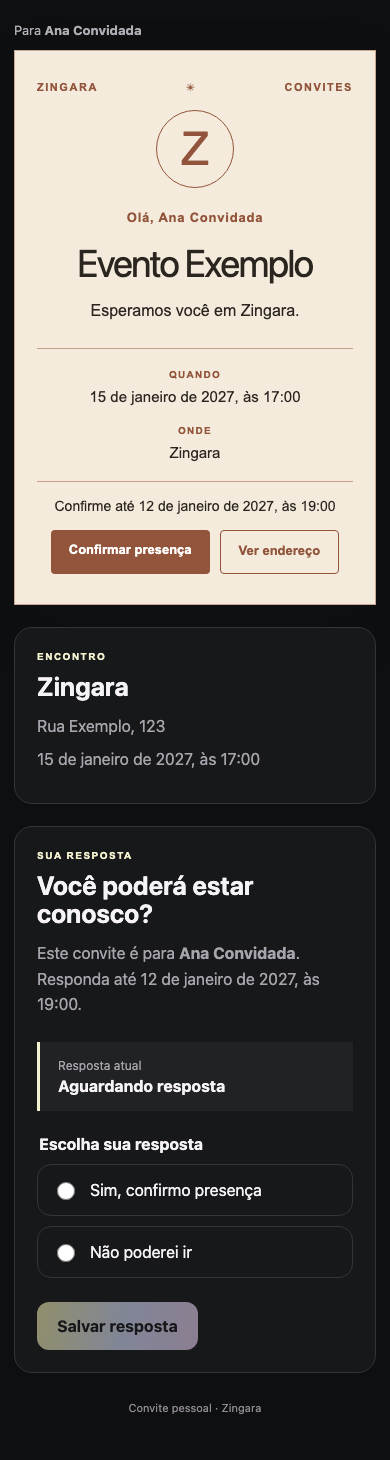 Para Ana Convidada
ZINGARA ✴ CONVITES
Z
Olá, Ana Convidada
Evento Exemplo
Esperamos você em Zingara.
QUANDO
15 de janeiro de 2027, às 17:00
ONDE
Zingara
Confirme até 12 de janeiro de 2027, às 19:00
Confirmar presença
Ver endereço
ENCONTRO
Zingara
Rua Exemplo, 123
15 de janeiro de 2027, às 17:00
SUA RESPOSTA
Você poderá estar
conosco?
Este convite é para Ana Convidada.
Responda até 12 de janeiro de 2027, às
19:00.
Resposta atual
Aguardando resposta
Escolha sua resposta
Sim, confirmo presença
Não poderei ir
Salvar resposta
Convite pessoal · Zingara